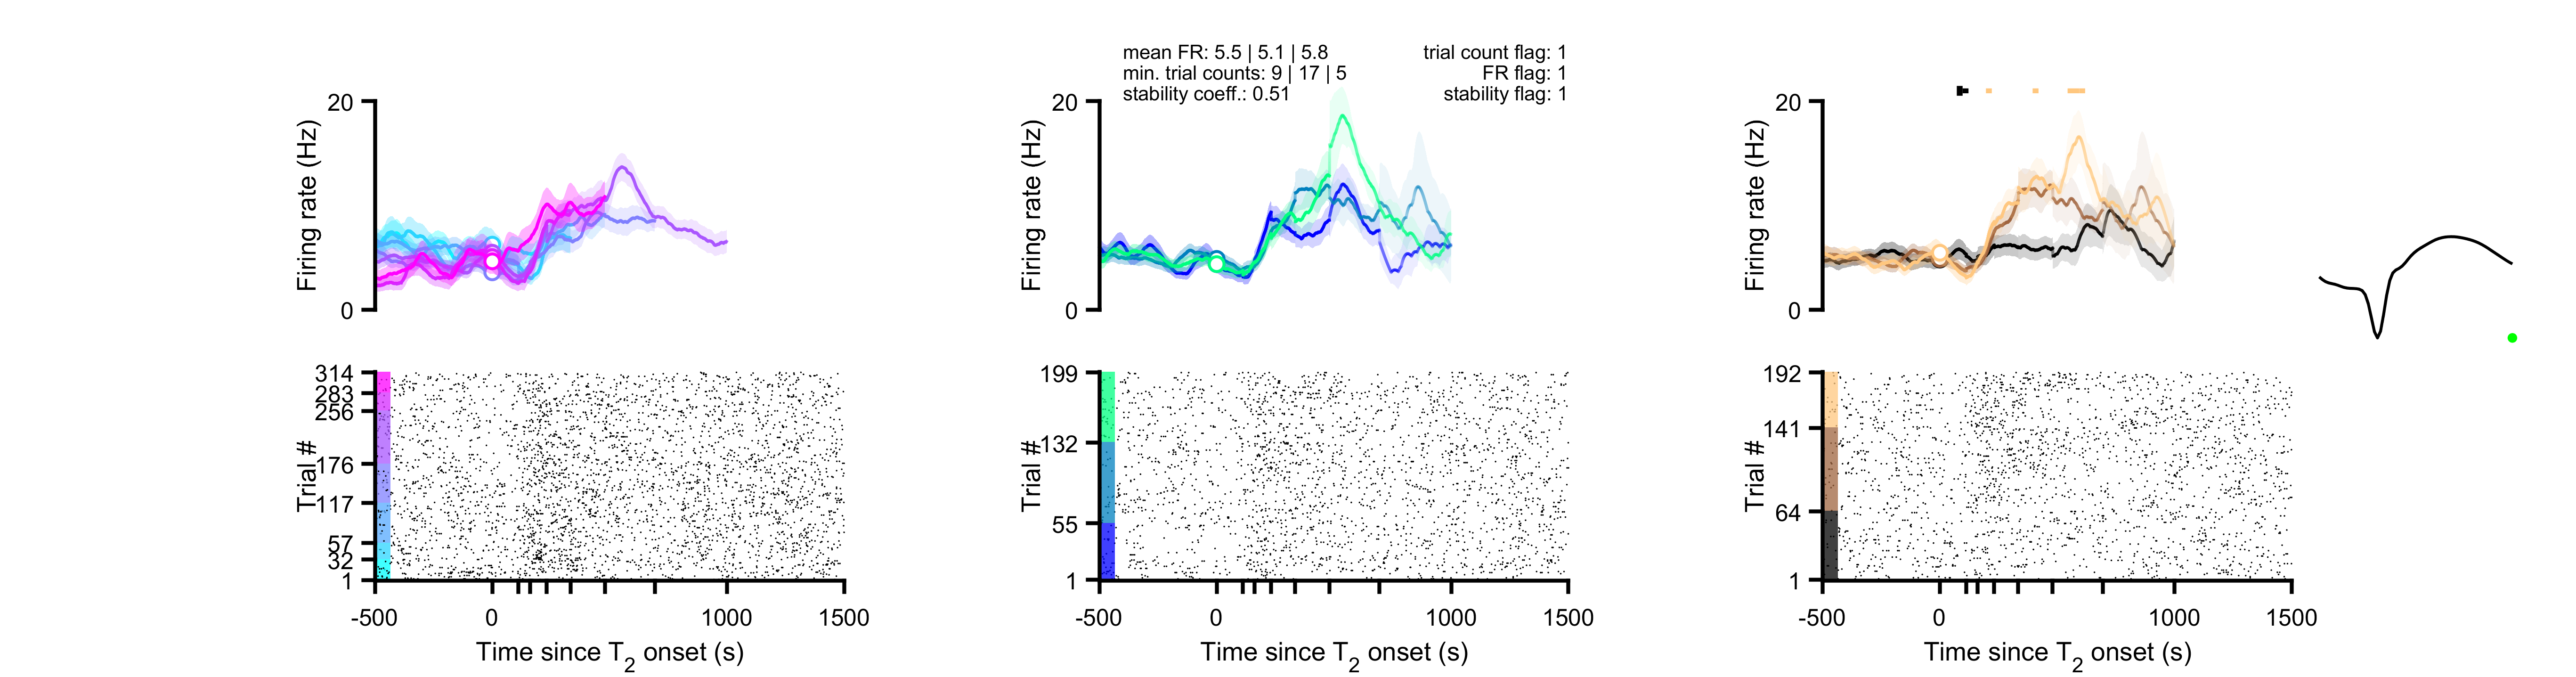 mean FR: 5.5 | 5.1 | 5.8
min. trial counts: 9 | 17 | 5
stability coeff.: 0.51
trial count flag: 1
FR flag: 1
stability flag: 1
20
Firing rate (Hz)
0
20
Firing rate (Hz)
0
20
Firing rate (Hz)
0
314
283
256
176
117
57
32
1
Trial #
-500
0
1000
1500
Time since T2 onset (s)
199
132
55
1
Trial #
-500
0
1000
1500
Time since T2 onset (s)
192
141
64
1
Trial #
-500
0
1000
1500
Time since T2 onset (s)